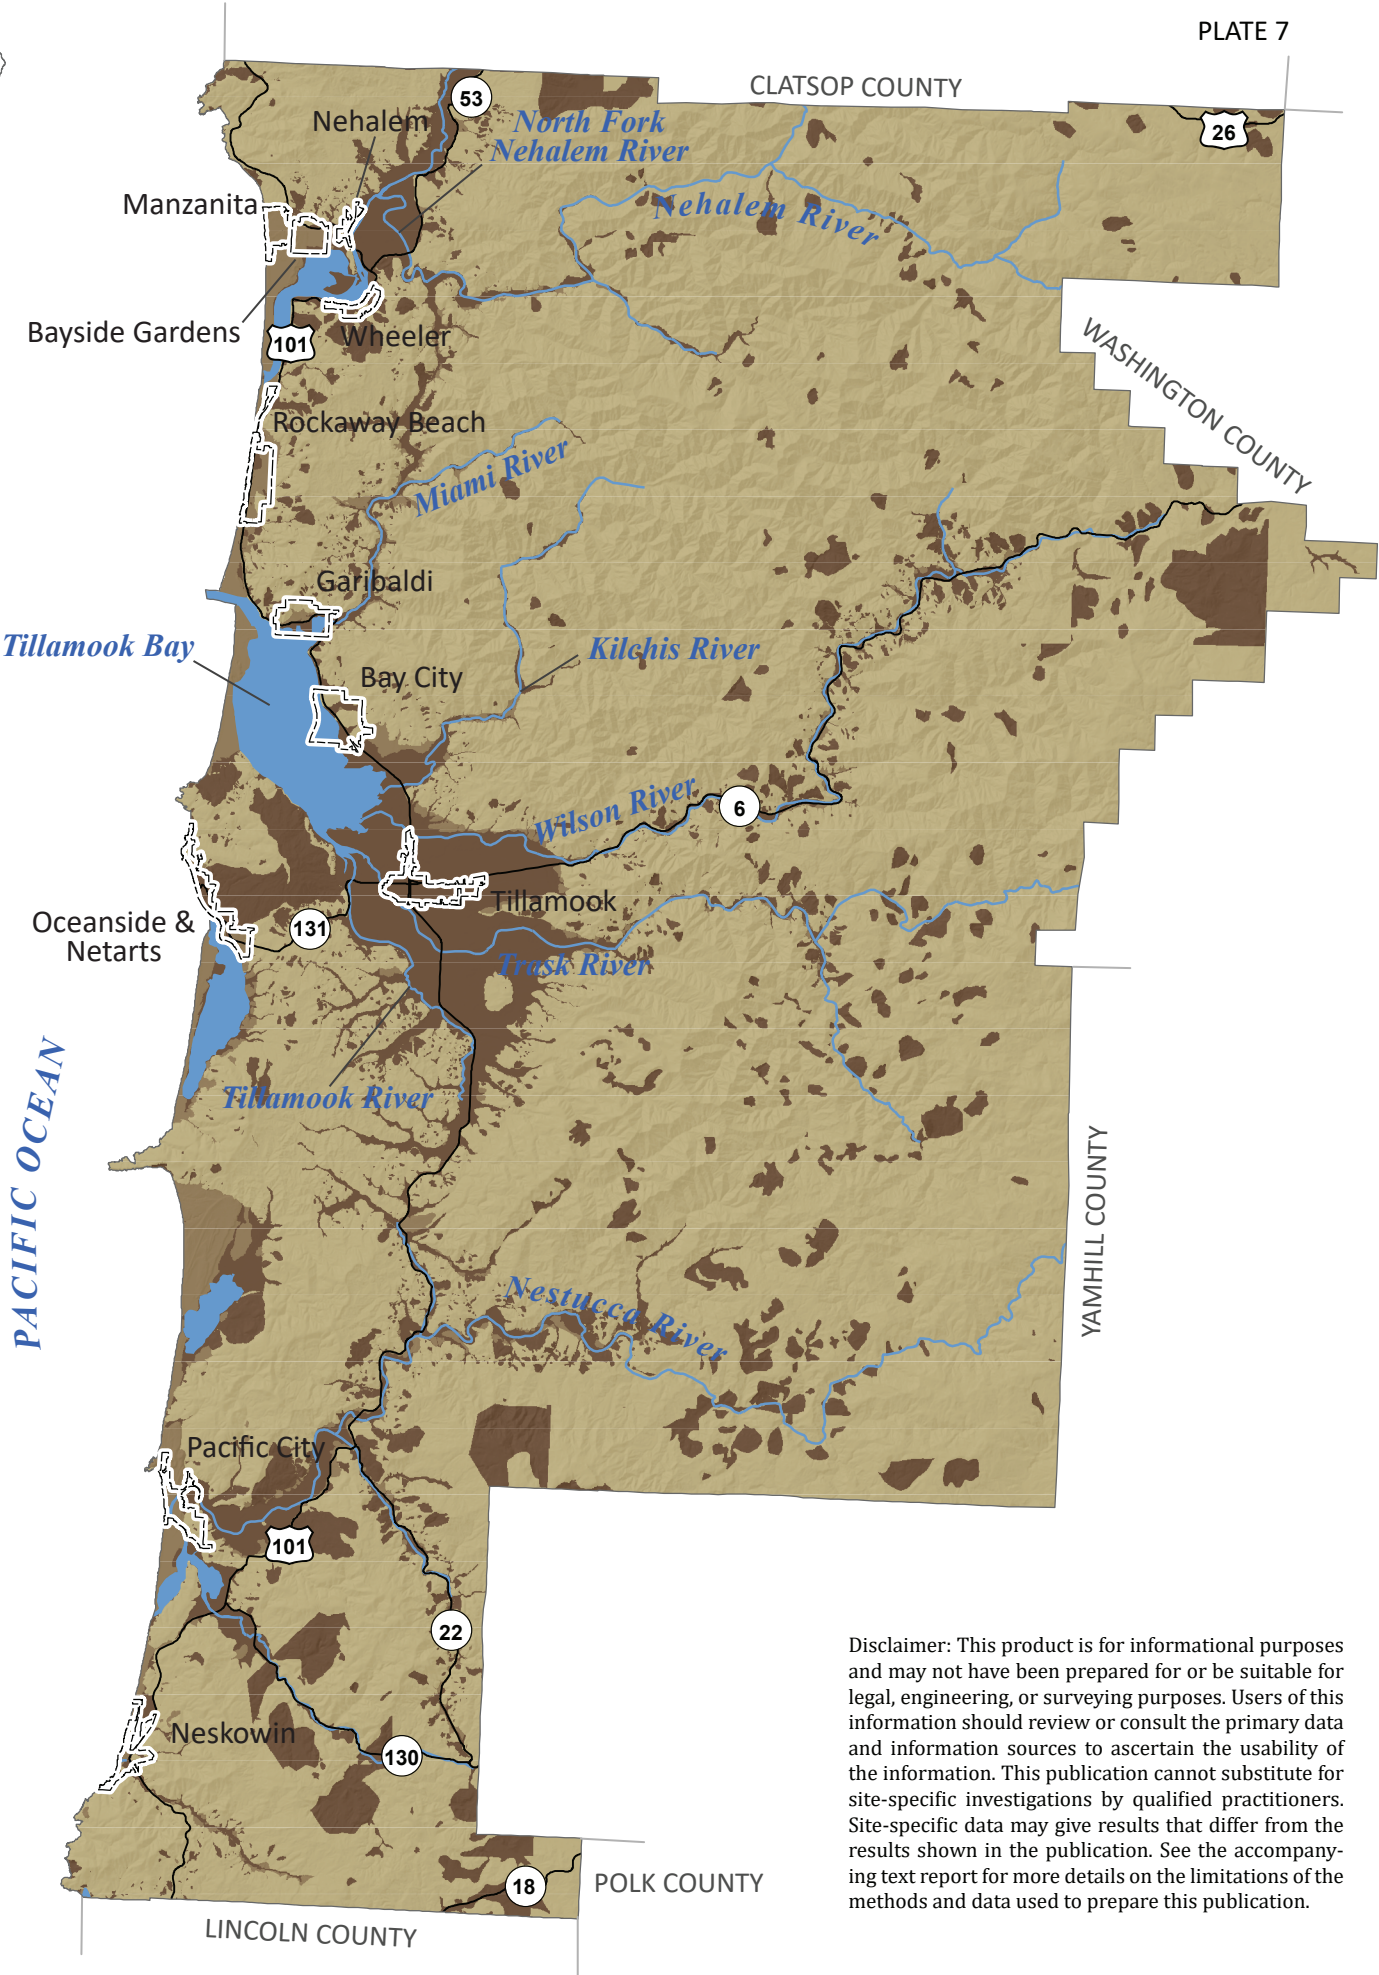 PLATE 7
CLATSOP COUNTY
53
26
Nehalem
North Fork
Nehalem River
Manzanita
Nehalem River
Bayside Gardens
101
Wheeler
WASHINGTON COUNTY
Rockaway Beach
Miami River
Garibaldi
Tillamook Bay
Kilchis River
Bay City
Wilson River
6
Tillamook
Oceanside &
Netarts
131
Trask River
PACIFIC OCEAN
Tillamook River
YAMHILL COUNTY
Nestucca River
Pacific City
101
22
Neskowin
130
18
POLK COUNTY
LINCOLN COUNTY
Disclaimer: This product is for informational purposes
and may not have been prepared for or be suitable for
legal, engineering, or surveying purposes. Users of this
information should review or consult the primary data
and information sources to ascertain the usability of
the information. This publication cannot substitute for
site-specific investigations by qualified practitioners.
Site-specific data may give results that differ from the
results shown in the publication. See the accompany-
ing text report for more details on the limitations of the
methods and data used to prepare this publication.